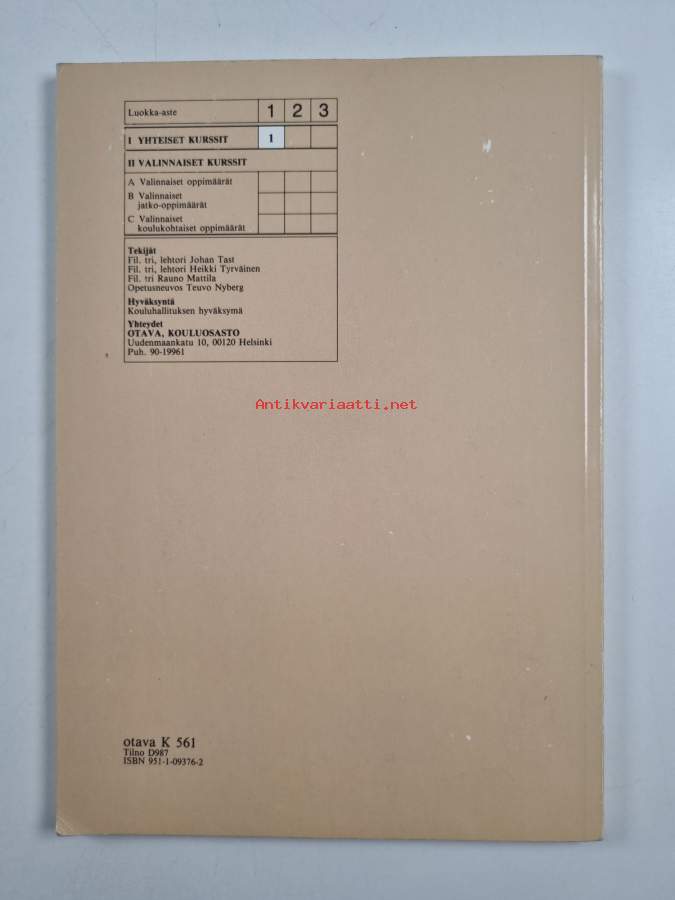 Luokka-aste 1 2 3
I YHTEISET KURSSIT 1
II VALINNAISET KURSSIT
A Valinnaiset oppimäärät
B Valinnaiset
jatko-oppimäärät
C Valinnaiset
koulukohtaiset oppimäärät
Tekijät
Fil. tri, lehtori Johan Tast
Fil. tri, lehtori Heikki Tyrväinen
Fil. tri Rauno Mattila
Opetusneuvos Teuvo Nyberg
Hyväksyntä
Kouluhallituksen hyväksymä
Yhteydet
OTAVA, KOULUOSASTO
Uudenmaankatu 10, 00120 Helsinki
Puh. 90-19961
Antikvariaatti.net
otava K 561
Tilno D987
ISBN 951-1-09376-2